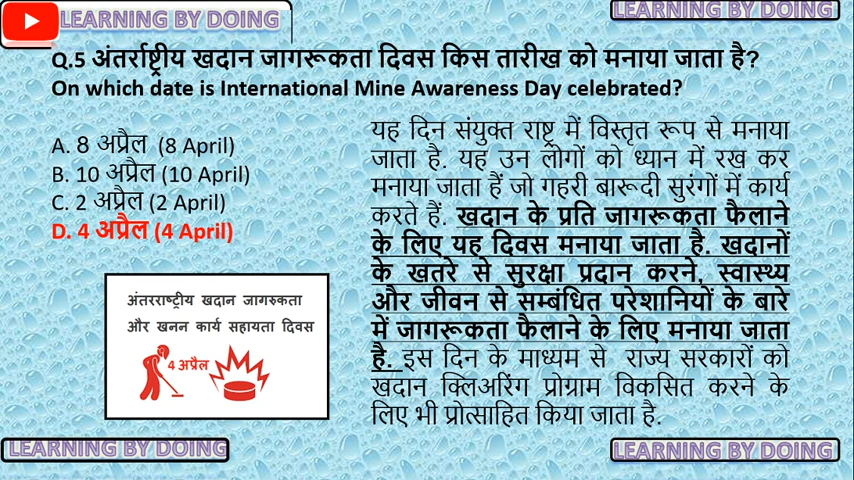 LEARNING BY DOING
LEARNING BY DOING
Q.5 अंतर्राष्ट्रीय खदान जागरूकता दिवस किस तारीख को मनाया जाता है?
On which date is International Mine Awareness Day celebrated?
A. 8 अप्रैल (8 April)
B. 10 अप्रैल (10 April)
C. 2 अप्रैल (2 April)
D. 4 अप्रैल (4 April)
अंतरराष्ट्रीय खदान जागरुकता
और खनन कार्य सहायता दिवस
4 अप्रैल
यह दिन संयुक्त राष्ट्र में विस्तृत रूप से मनाया
जाता है. यह उन लोगों को ध्यान में रख कर
मनाया जाता हैं जो गहरी बारूदी सुरंगों में कार्य
करते हैं. खदान के प्रति जागरूकता फैलाने
के लिए यह दिवस मनाया जाता है. खदानों
के खतरे से सुरक्षा प्रदान करने, स्वास्थ्य
और जीवन से सम्बंधित परेशानियों के बारे
में जागरूकता फैलाने के लिए मनाया जाता
है. इस दिन के माध्यम से राज्य सरकारों को
खदान क्लिअरिंग प्रोग्राम विकसित करने के
लिए भी प्रोत्साहित किया जाता है.
LEARNING BY DOING
LEARNING BY DOING